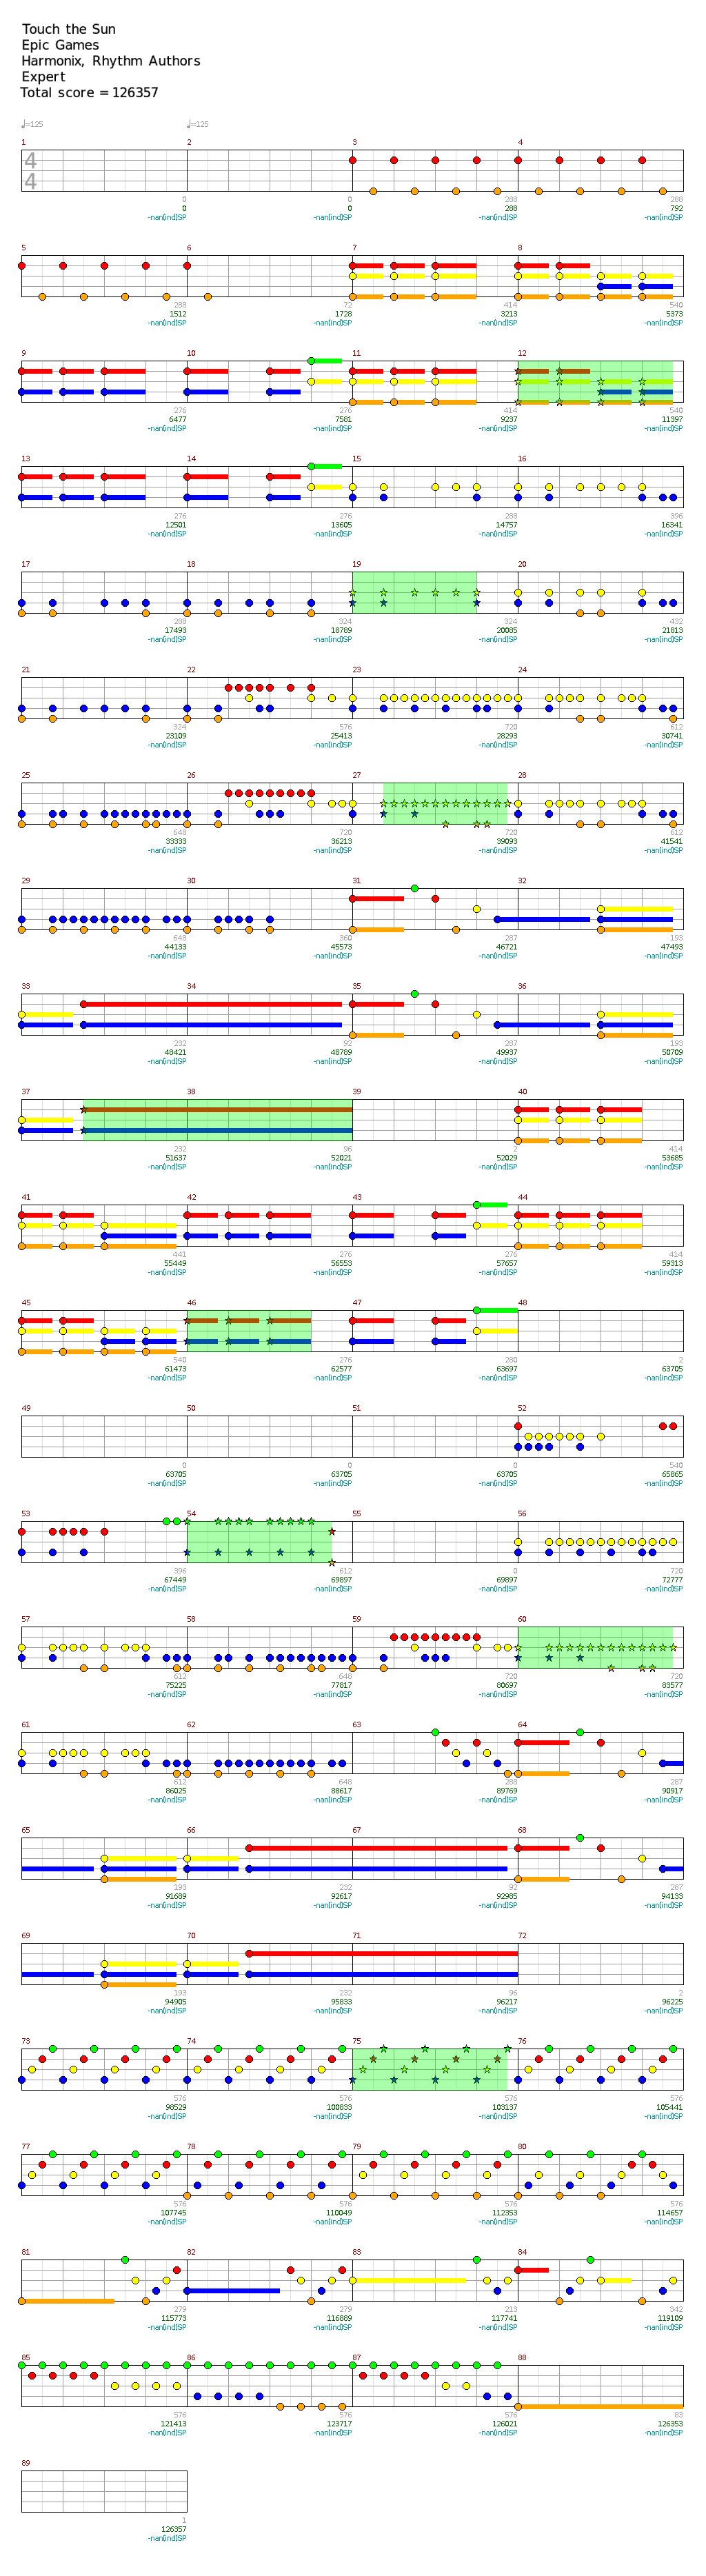 Touch the Sun
Epic Games
Harmonix, Rhythm Authors
Expert
Total score = 126357
♩=125 ♩=125
1 2 3 4
4
4
0 0 288 288
0 0 288 792
-nan(ind)SP -nan(ind)SP -nan(ind)SP -nan(ind)SP
5 6 7 8
288 72 414 540
1512 1728 3213 5373
-nan(ind)SP -nan(ind)SP -nan(ind)SP -nan(ind)SP
9 10 11 12
276 276 414 540
6477 7581 9237 11397
-nan(ind)SP -nan(ind)SP -nan(ind)SP -nan(ind)SP
13 14 15 16
276 276 288 396
12501 13605 14757 16341
-nan(ind)SP -nan(ind)SP -nan(ind)SP -nan(ind)SP
17 18 19 20
288 324 324 432
17493 18789 20085 21813
-nan(ind)SP -nan(ind)SP -nan(ind)SP -nan(ind)SP
21 22 23 24
324 576 720 612
23109 25413 28293 30741
-nan(ind)SP -nan(ind)SP -nan(ind)SP -nan(ind)SP
25 26 27 28
648 720 720 612
33333 36213 39093 41541
-nan(ind)SP -nan(ind)SP -nan(ind)SP -nan(ind)SP
29 30 31 32
648 360 287 193
44133 45573 46721 47493
-nan(ind)SP -nan(ind)SP -nan(ind)SP -nan(ind)SP
33 34 35 36
232 92 287 193
48421 48789 49937 50709
-nan(ind)SP -nan(ind)SP -nan(ind)SP -nan(ind)SP
37 38 39 40
232 96 2 414
51637 52021 52029 53685
-nan(ind)SP -nan(ind)SP -nan(ind)SP -nan(ind)SP
41 42 43 44
441 276 276 414
55449 56553 57657 59313
-nan(ind)SP -nan(ind)SP -nan(ind)SP -nan(ind)SP
45 46 47 48
540 276 280 2
61473 62577 63697 63705
-nan(ind)SP -nan(ind)SP -nan(ind)SP -nan(ind)SP
49 50 51 52
0 0 0 540
63705 63705 63705 65865
-nan(ind)SP -nan(ind)SP -nan(ind)SP -nan(ind)SP
53 54 55 56
396 612 0 720
67449 69897 69897 72777
-nan(ind)SP -nan(ind)SP -nan(ind)SP -nan(ind)SP
57 58 59 60
612 648 720 720
75225 77817 80697 83577
-nan(ind)SP -nan(ind)SP -nan(ind)SP -nan(ind)SP
61 62 63 64
612 648 288 287
86025 88617 89769 90917
-nan(ind)SP -nan(ind)SP -nan(ind)SP -nan(ind)SP
65 66 67 68
193 232 92 287
91689 92617 92985 94133
-nan(ind)SP -nan(ind)SP -nan(ind)SP -nan(ind)SP
69 70 71 72
193 232 96 2
94905 95833 96217 96225
-nan(ind)SP -nan(ind)SP -nan(ind)SP -nan(ind)SP
73 74 75 76
576 576 576 576
98529 100833 103137 105441
-nan(ind)SP -nan(ind)SP -nan(ind)SP -nan(ind)SP
77 78 79 80
576 576 576 576
107745 110049 112353 114657
-nan(ind)SP -nan(ind)SP -nan(ind)SP -nan(ind)SP
81 82 83 84
279 279 213 342
115773 116889 117741 119109
-nan(ind)SP -nan(ind)SP -nan(ind)SP -nan(ind)SP
85 86 87 88
576 576 576 83
121413 123717 126021 126353
-nan(ind)SP -nan(ind)SP -nan(ind)SP -nan(ind)SP
89
1
126357
-nan(ind)SP